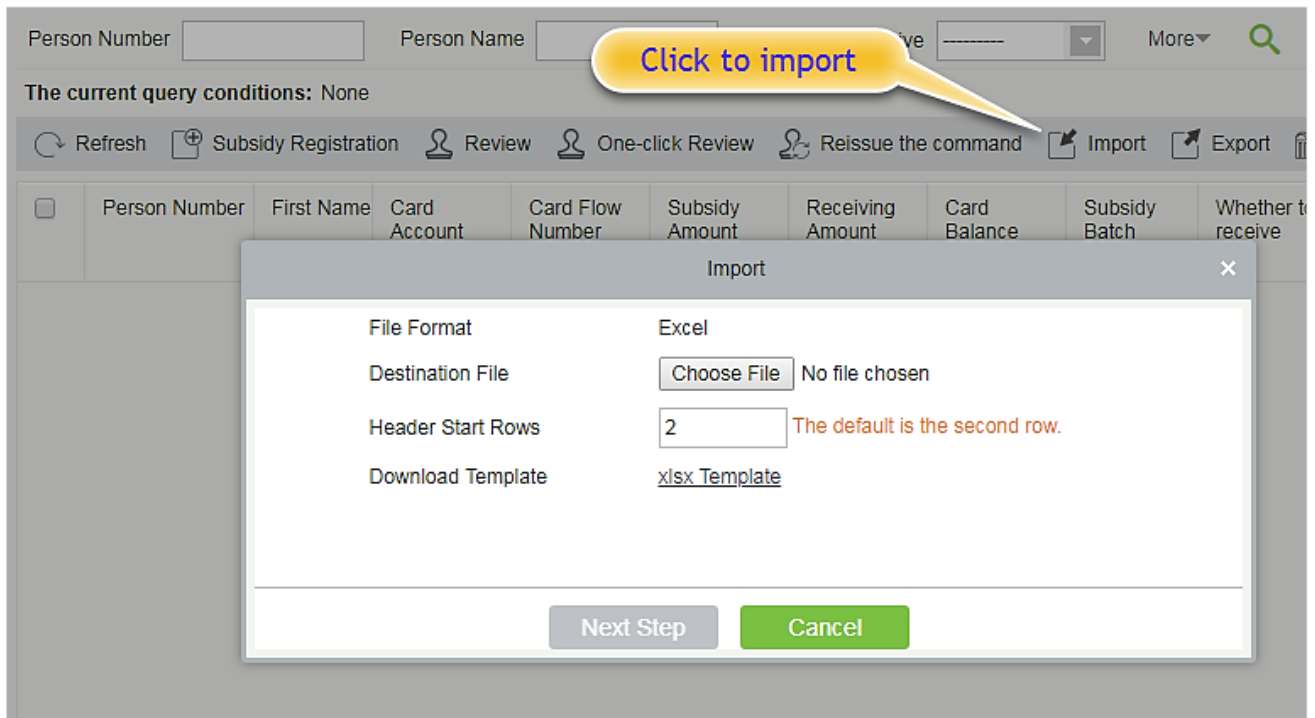 Person Number
Person Name
Click to import
---------
More
The current query conditions: None
Refresh
Subsidy Registration
Review
One-click Review
Reissue the command
Import
Export
Person Number
First Name
Card
Account
Card Flow
Number
Subsidy
Amount
Receiving
Amount
Card
Balance
Subsidy
Batch
Whether to
receive
Import
File Format
Excel
Destination File
Choose File
No file chosen
Header Start Rows
2
The default is the second row.
Download Template
xlsx Template
Next Step
Cancel